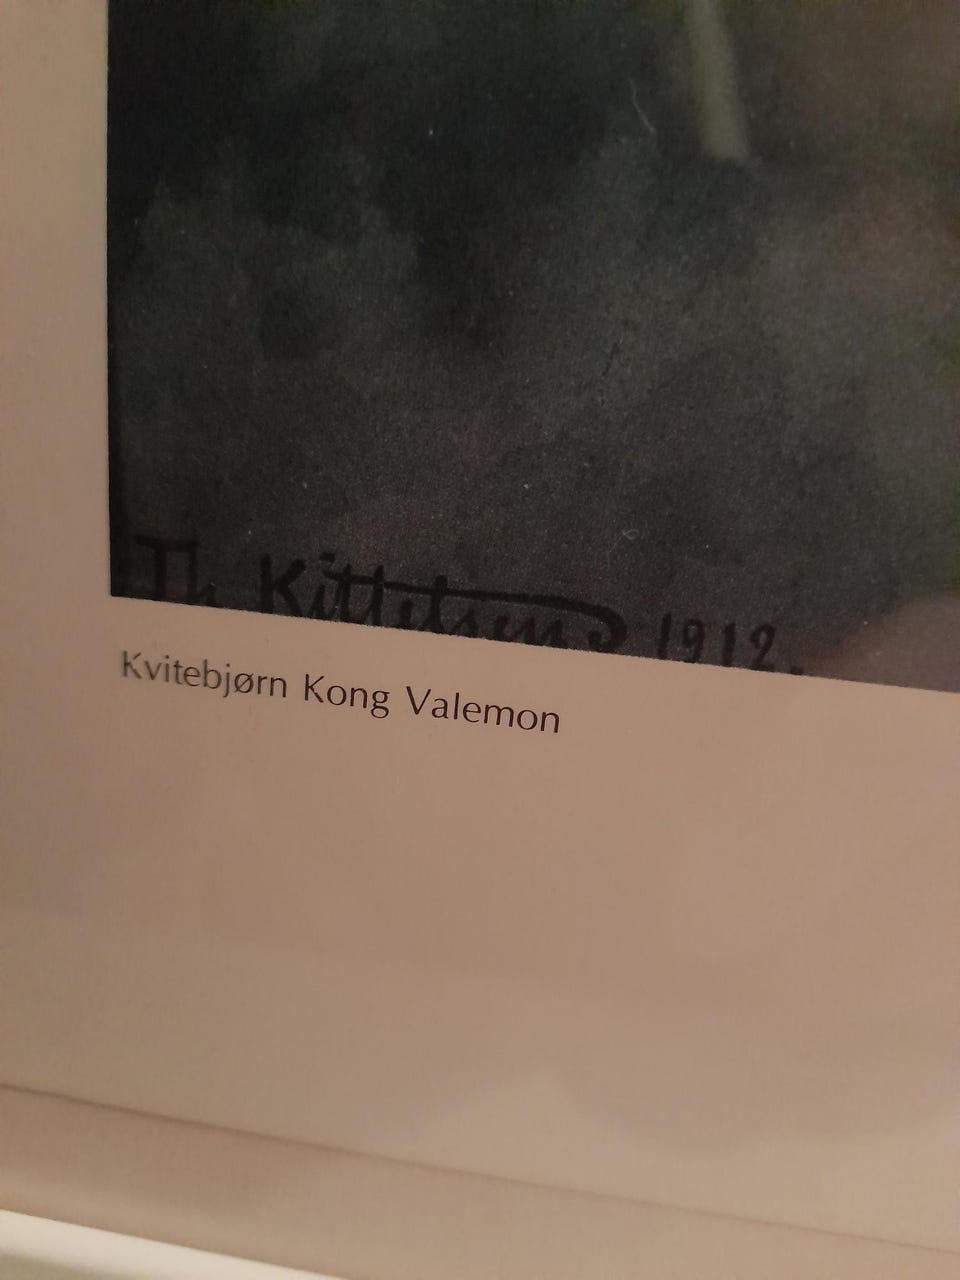 Th Kittelsen 1912.
Kvitebjørn Kong Valemon